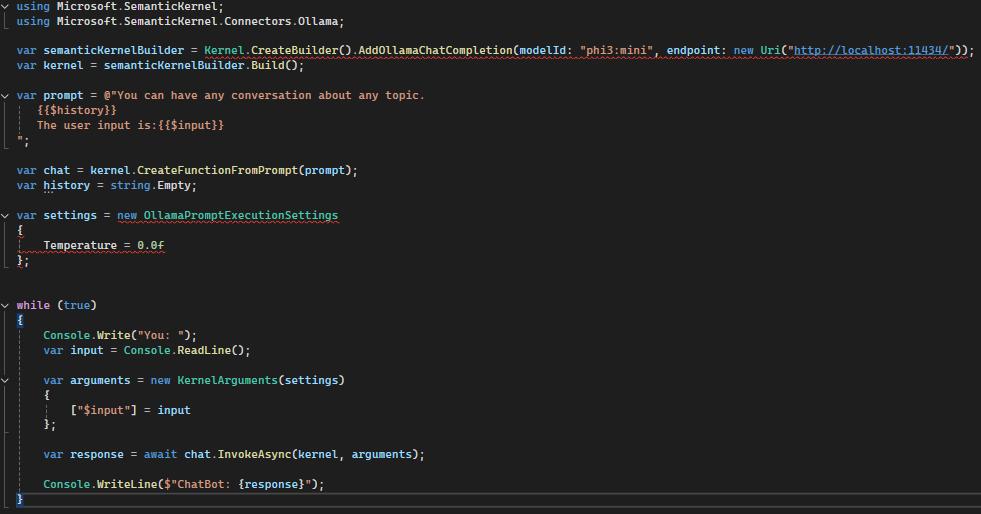 using Microsoft.SemanticKernel;
using Microsoft.SemanticKernel.Connectors.Ollama;
var semanticKernelBuilder = Kernel.CreateBuilder().AddOllamaChatCompletion(modelId: "phi3:mini", endpoint: new Uri("http://localhost:11434/"));
var kernel = semanticKernelBuilder.Build();
var prompt = @"You can have any conversation about any topic.
{{$history}}
The user input is:{{$input}}
";
var chat = kernel.CreateFunctionFromPrompt(prompt);
var history = string.Empty;
var settings = new OllamaPromptExecutionSettings
{
Temperature = 0.0f
};
while (true)
{
Console.Write("You: ");
var input = Console.ReadLine();
var arguments = new KernelArguments(settings)
{
["$input"] = input
};
var response = await chat.InvokeAsync(kernel, arguments);
Console.WriteLine($"ChatBot: {response}");
}